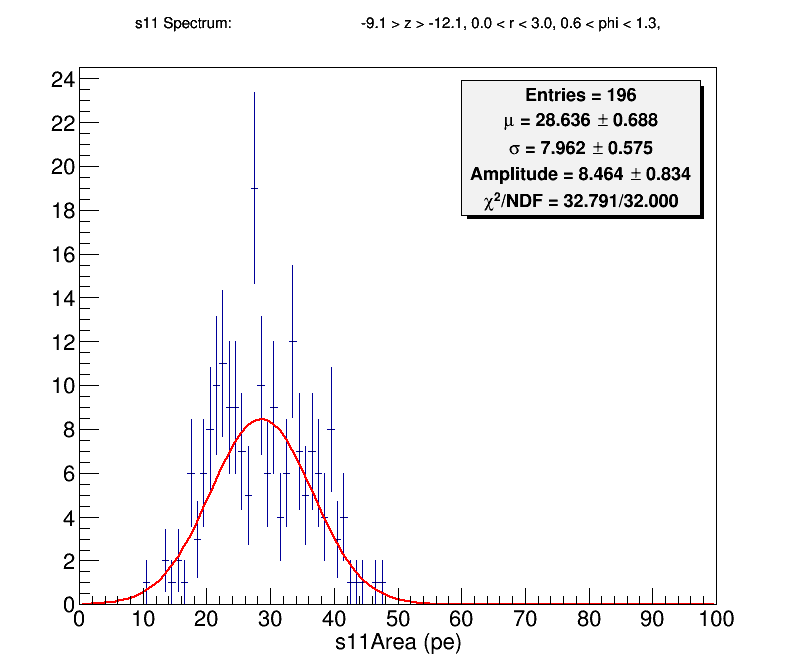 s11 Spectrum: -9.1 > z > -12.1, 0.0 < r < 3.0, 0.6 < phi < 1.3,
Entries = 196
μ = 28.636 ± 0.688
σ = 7.962 ± 0.575
Amplitude = 8.464 ± 0.834
χ²/NDF = 32.791/32.000
24
22
20
18
16
14
12
10
8
6
4
2
0
0 10 20 30 40 50 60 70 80 90 100
s11Area (pe)